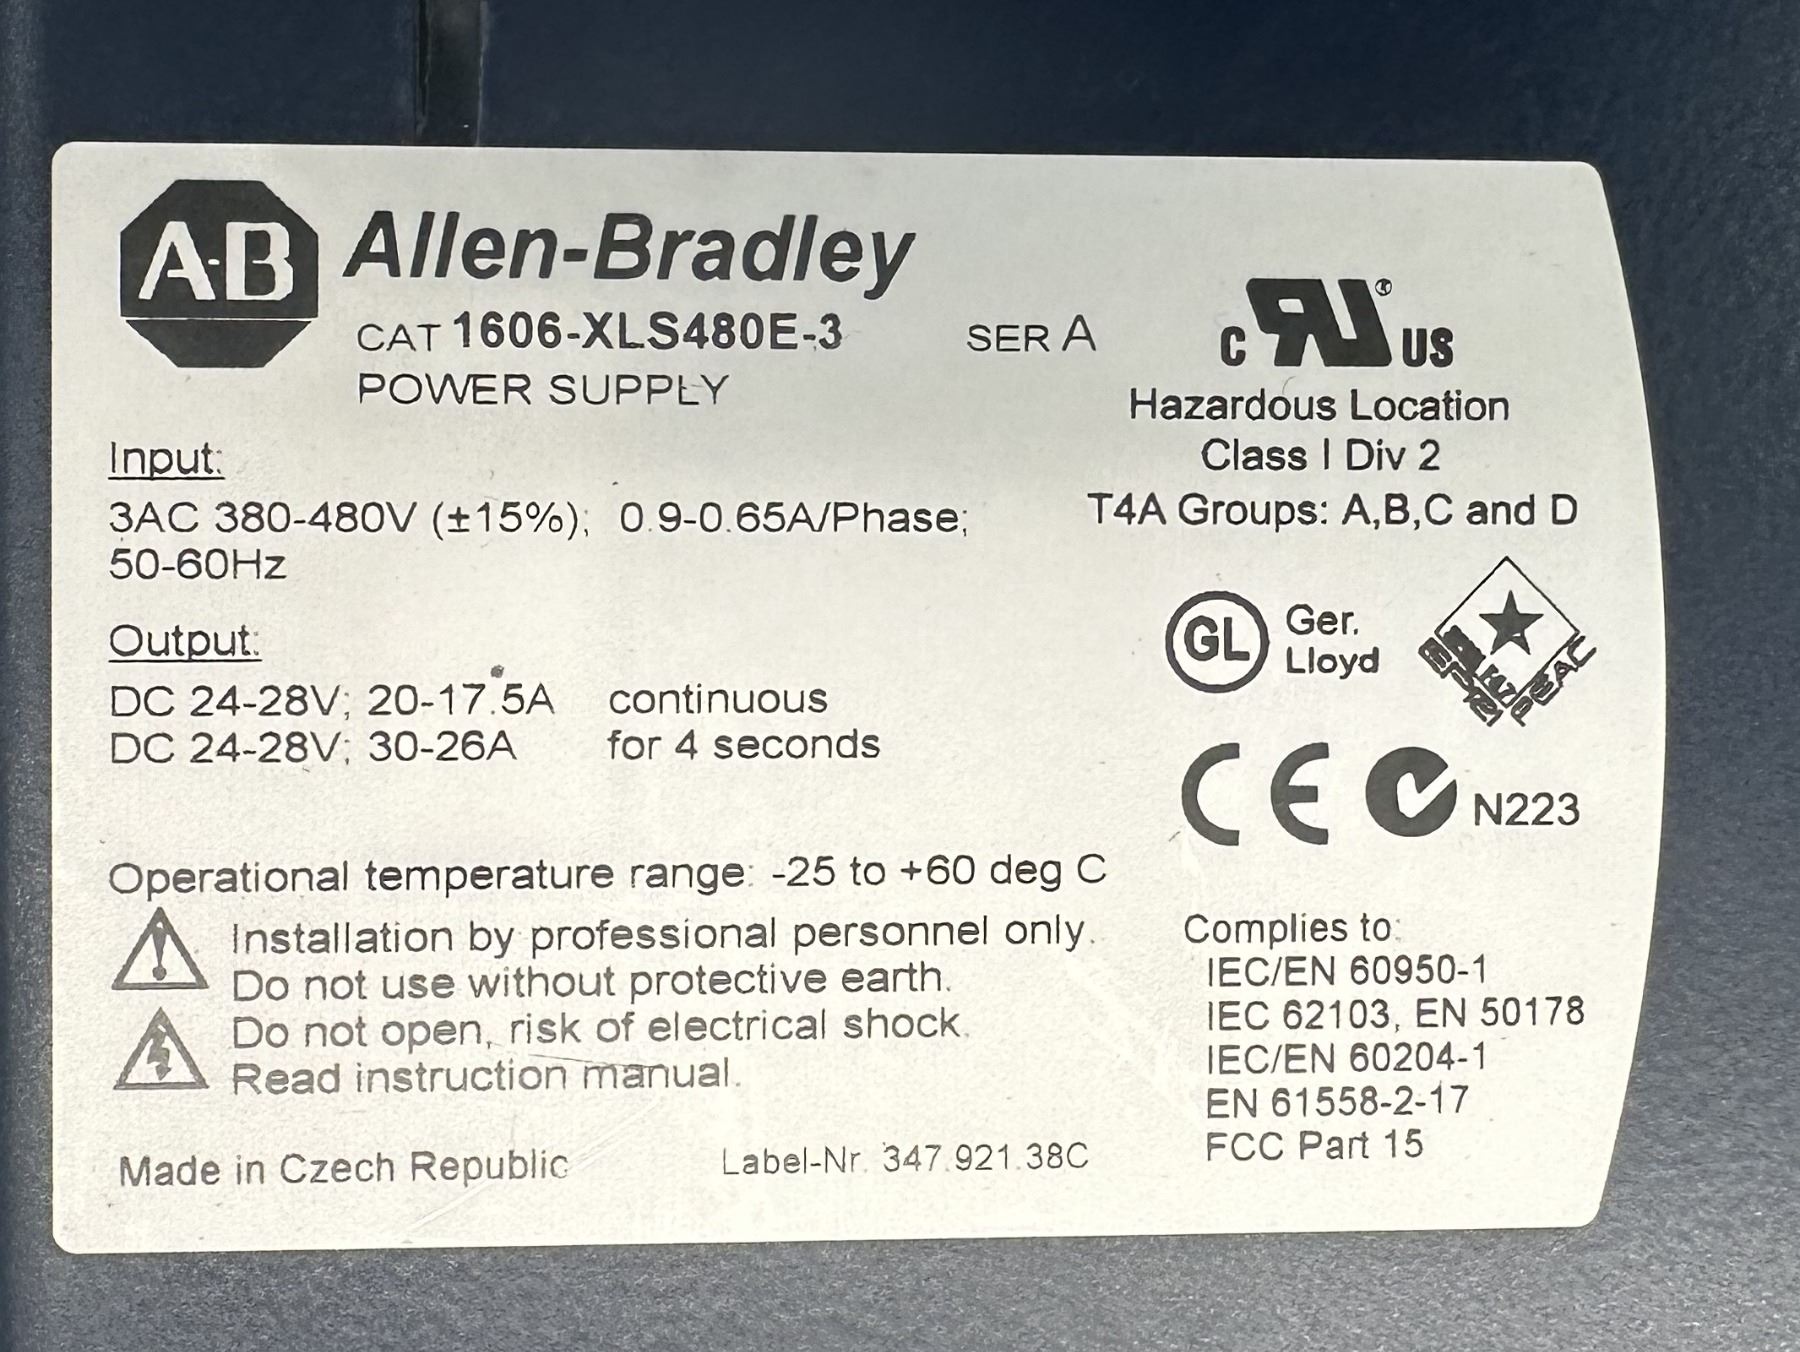 A-B Allen-Bradley
CAT 1606-XLS480E-3 SER A
POWER SUPPLY
Input:
3AC 380-480V (±15%); 0.9-0.65A/Phase;
50-60Hz
Output:
DC 24-28V; 20-17.5A continuous
DC 24-28V; 30-26A for 4 seconds
Operational temperature range: -25 to +60 deg C
Installation by professional personnel only.
Do not use without protective earth.
Do not open, risk of electrical shock.
Read instruction manual.
Made in Czech Republic
Label-Nr. 347.921.38C
C RU® US
Hazardous Location
Class I Div 2
T4A Groups: A,B,C and D
GL Ger.
Lloyd
SEMI F47
PEAC
CE N223
Complies to:
IEC/EN 60950-1
IEC 62103, EN 50178
IEC/EN 60204-1
EN 61558-2-17
FCC Part 15